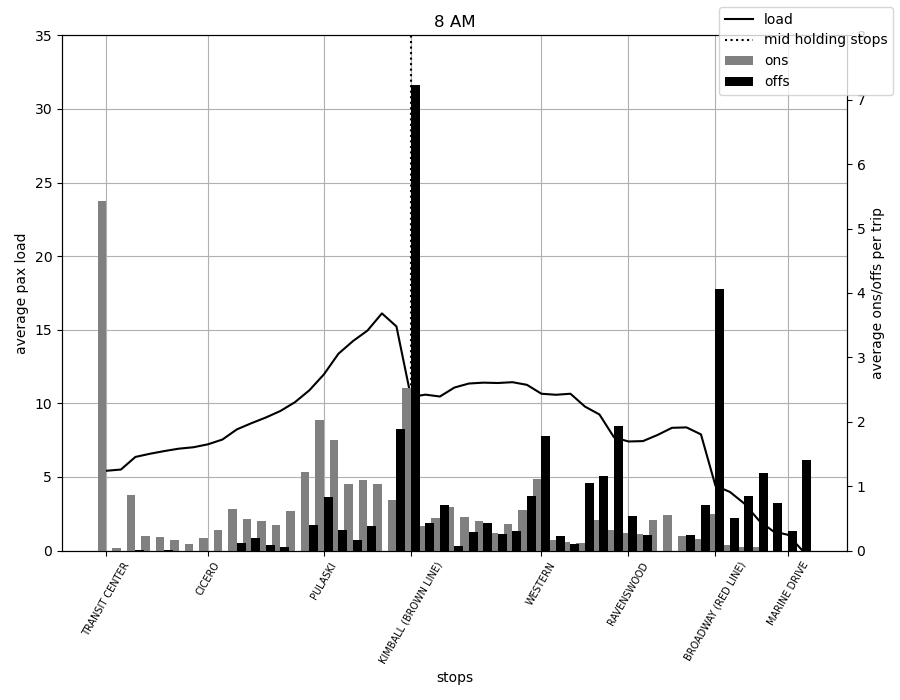 8 AM
load
mid holding stops
ons
offs
35
30
25
20
15
10
5
0
average pax load
8
7
6
5
4
3
2
1
0
average ons/offs per trip
TRANSIT CENTER
CICERO
PULASKI
KIMBALL (BROWN LINE)
WESTERN
RAVENSWOOD
BROADWAY (RED LINE)
MARINE DRIVE
stops